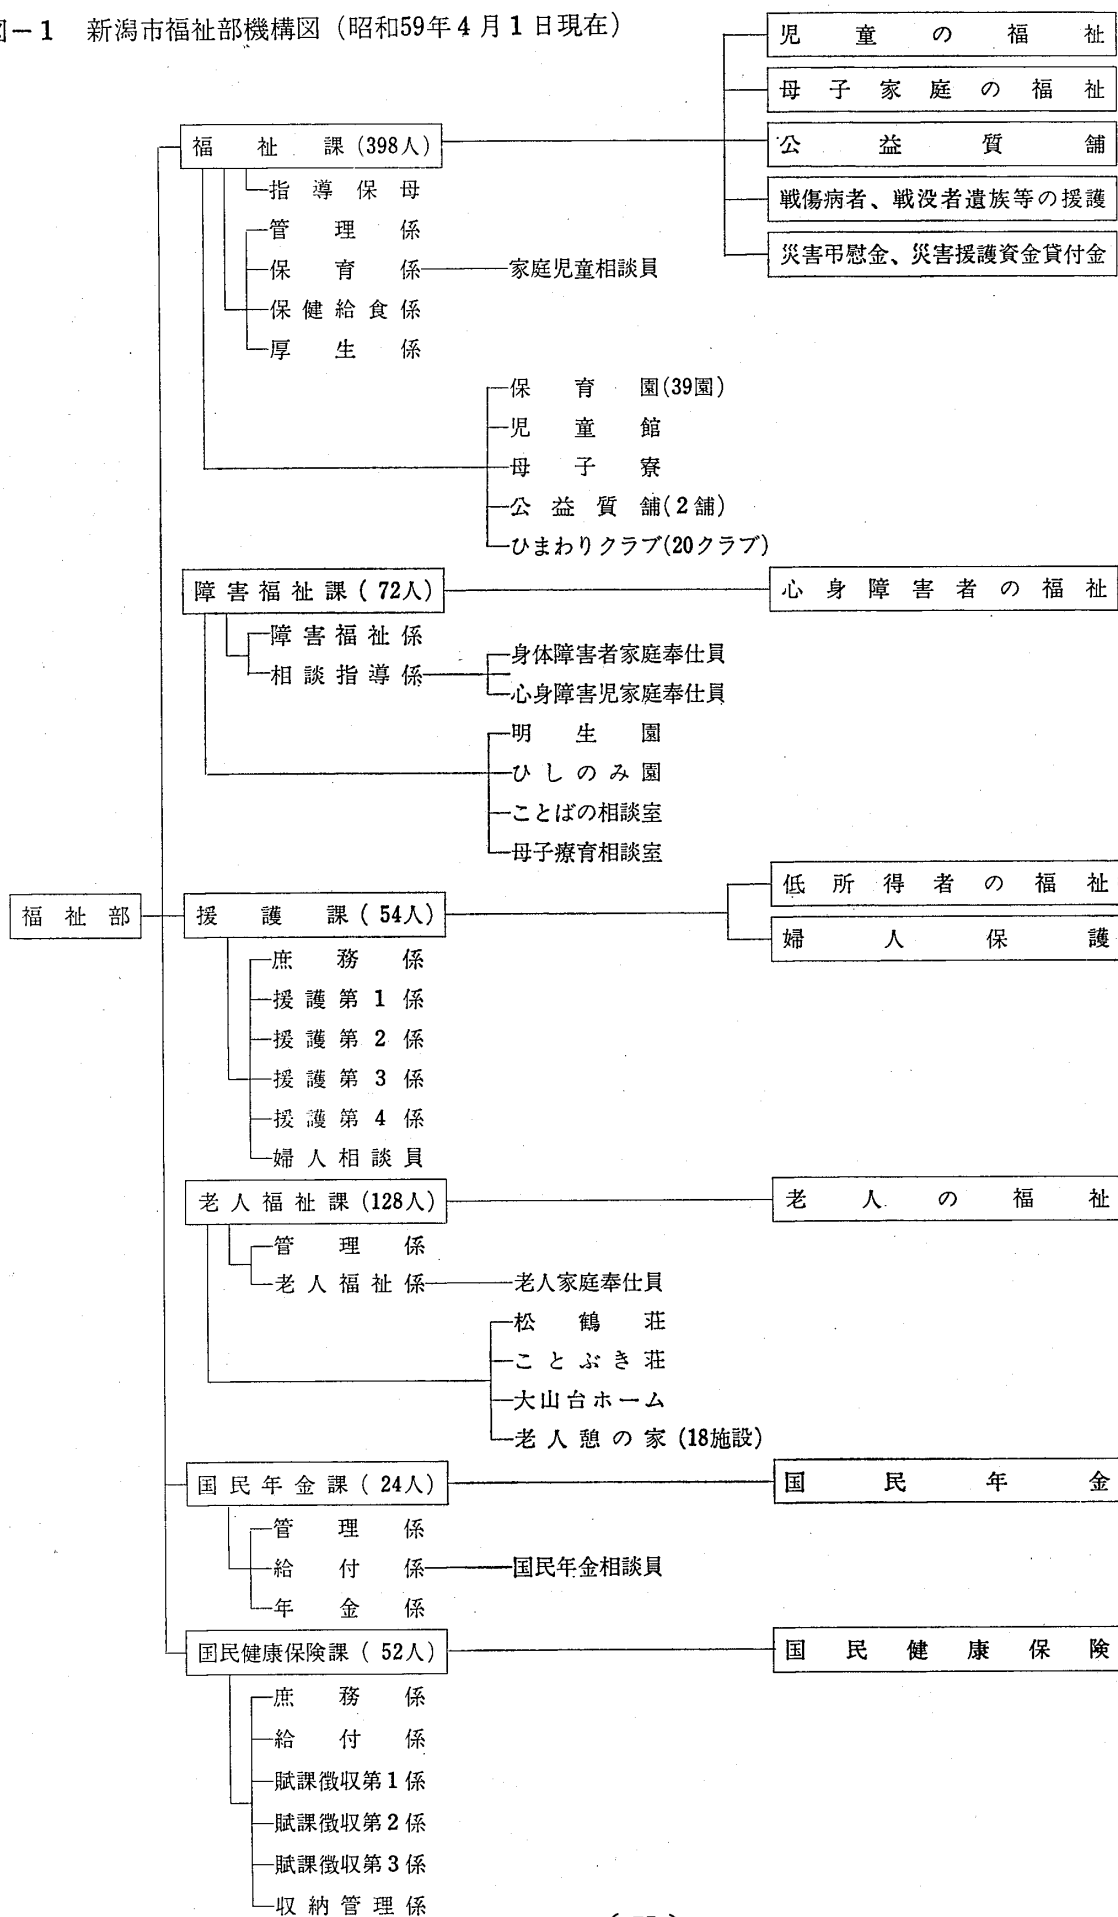 図−1 新潟市福祉部機構図（昭和59年4月1日現在）
児童の福祉
母子家庭の福祉
福祉課(398人)
公益質舗
指導保母
戦傷病者、戦没者遺族等の援護
管理係
災害弔慰金、災害援護資金貸付金
保育係
家庭児童相談員
保健給食係
厚生係
保育園(39園)
児童館
母子寮
公益質舗(2舗)
ひまわりクラブ(20クラブ)
障害福祉課(72人)
心身障害者の福祉
障害福祉係
身体障害者家庭奉仕員
相談指導係
心身障害児家庭奉仕員
明生園
ひしのみ園
ことばの相談室
母子療育相談室
低所得者の福祉
福祉部
援護課(54人)
婦人保護
庶務係
援護第1係
援護第2係
援護第3係
援護第4係
婦人相談員
老人福祉課(128人)
老人の福祉
管理係
老人福祉係
老人家庭奉仕員
松鶴荘
ことぶき荘
大山台ホーム
老人憩の家(18施設)
国民年金課(24人)
国民年金
管理係
給付係
国民年金相談員
年金係
国民健康保険課(52人)
国民健康保険
庶務係
給付係
賦課徴収第1係
賦課徴収第2係
賦課徴収第3係
収納管理係